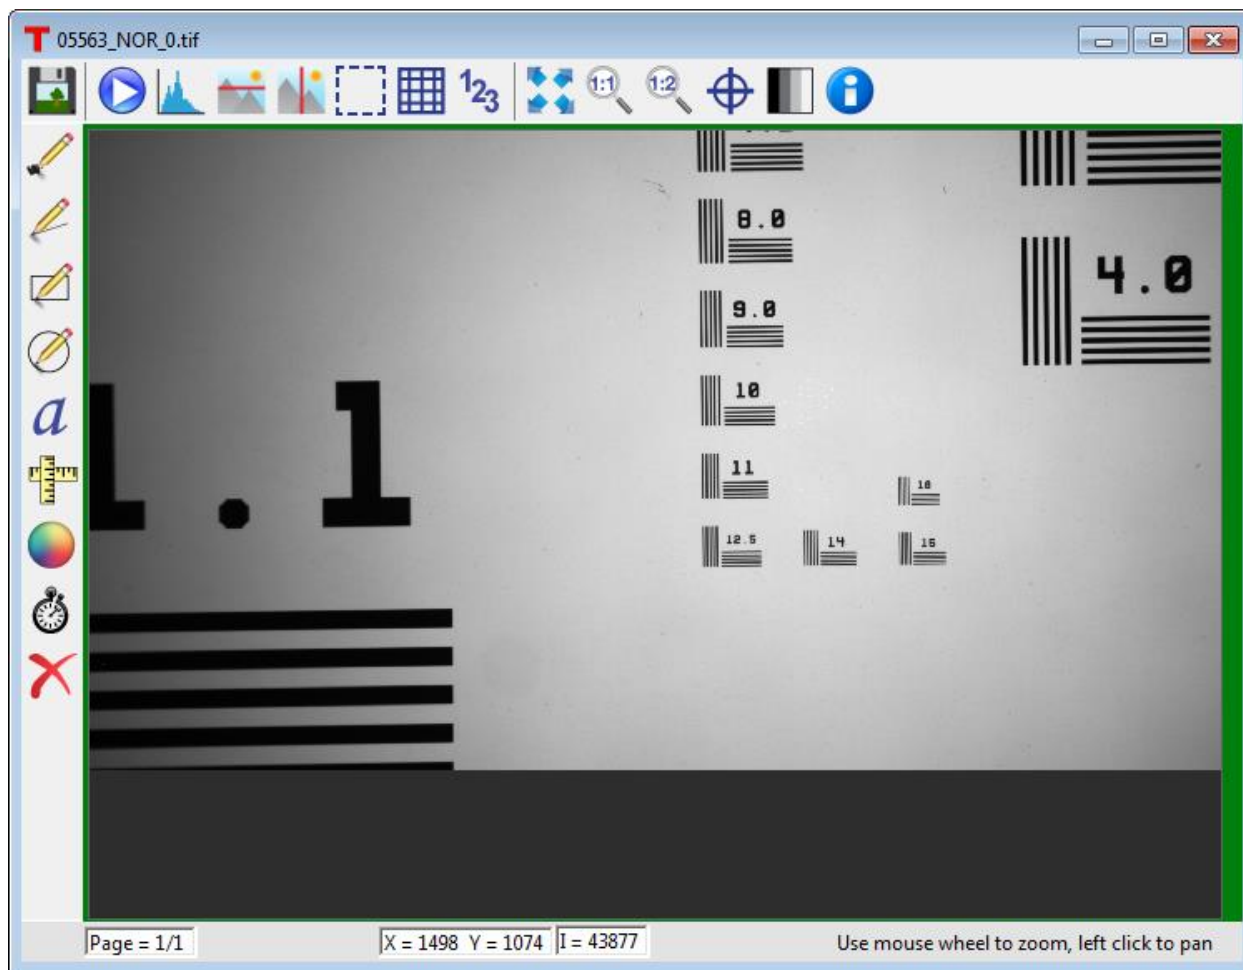 05563_NOR_0.tif
123
1:1
1:2
i
a
8.0
4.0
9.0
10
1.1
11
18
12.5 14 16
Page = 1/1 X = 1498 Y = 1074 I = 43877 Use mouse wheel to zoom, left click to pan